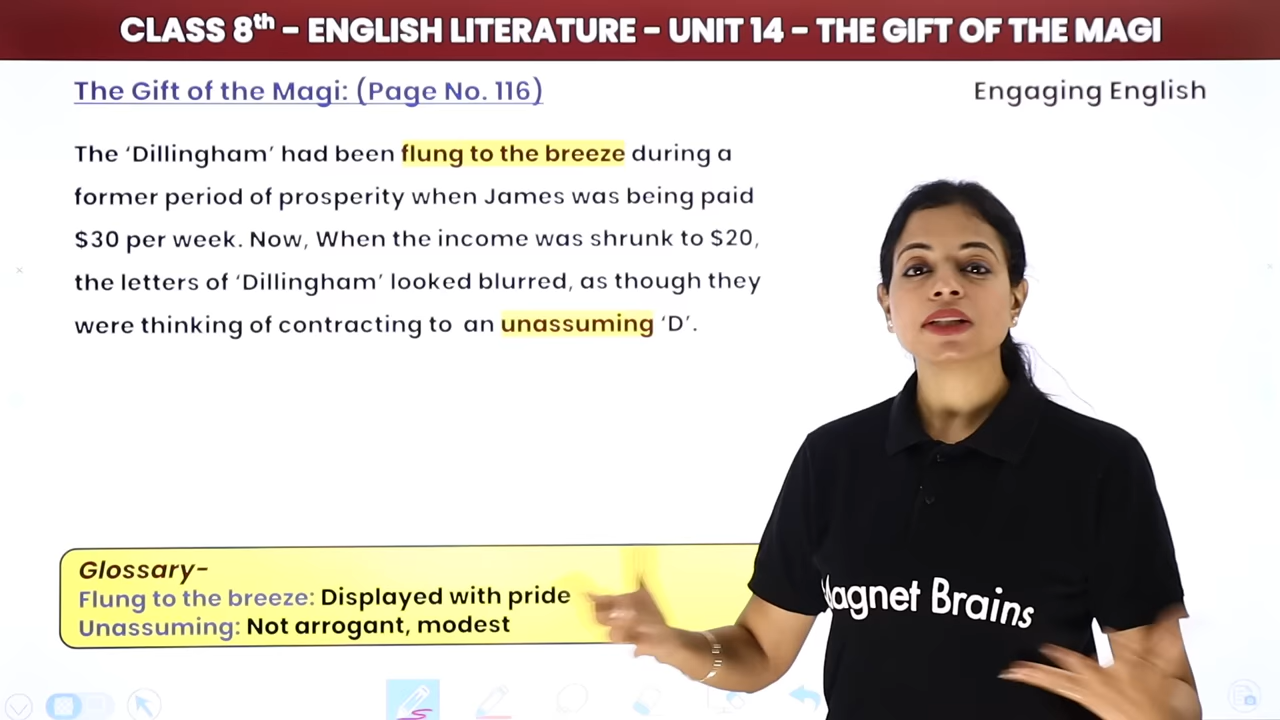 CLASS 8th - ENGLISH LITERATURE - UNIT 14 - THE GIFT OF THE MAGI
The Gift of the Magi: (Page No. 116)
Engaging English
The ‘Dillingham’ had been flung to the breeze during a
former period of prosperity when James was being paid
$30 per week. Now, When the income was shrunk to $20,
the letters of ‘Dillingham’ looked blurred, as though they
were thinking of contracting to an unassuming ‘D’.
Glossary-
Flung to the breeze: Displayed with pride
Unassuming: Not arrogant, modest
Magnet Brains